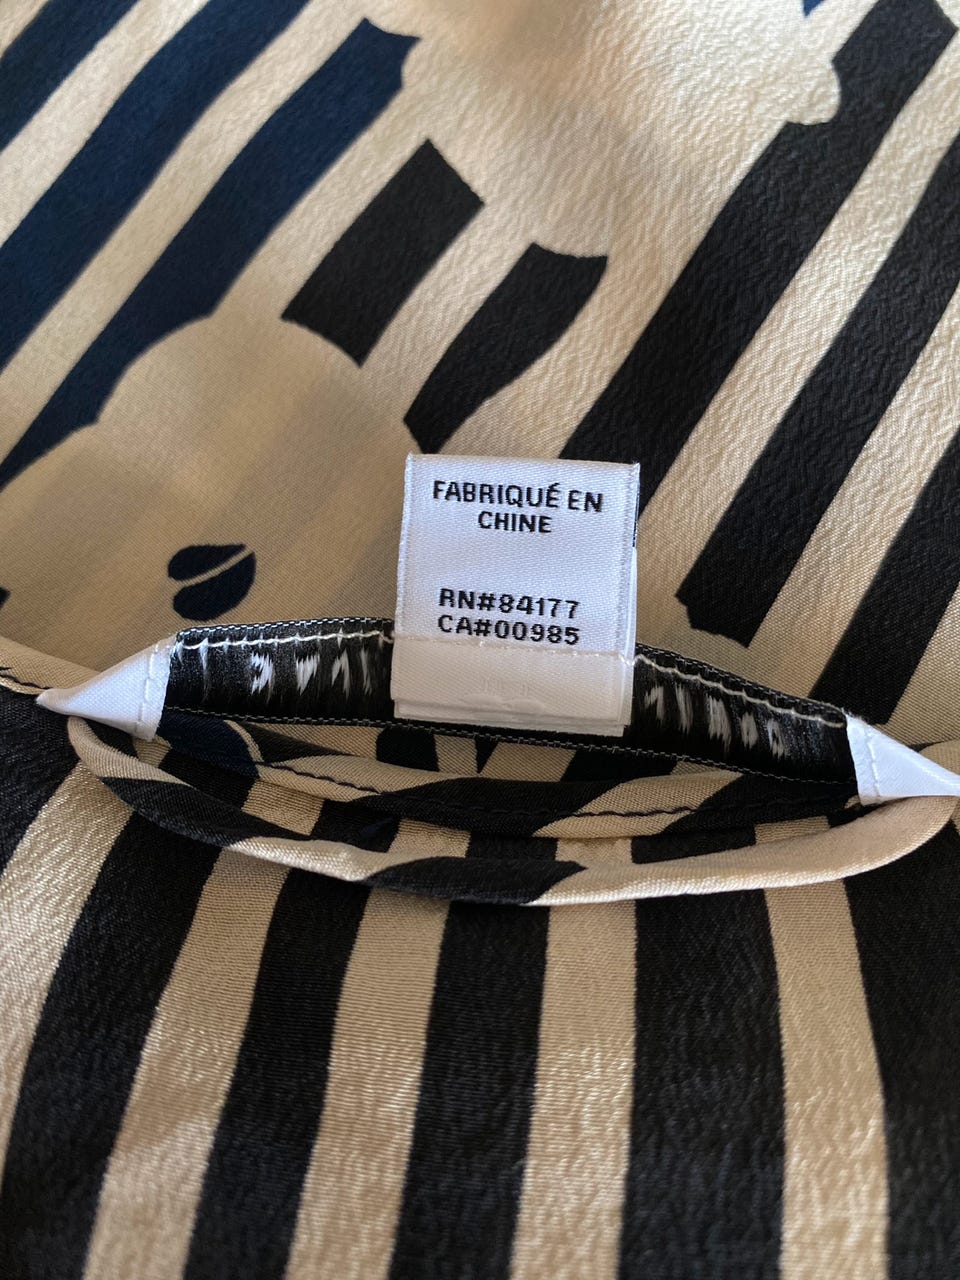 FABRIQUÉ EN
CHINE
RN#84177
CA#00985